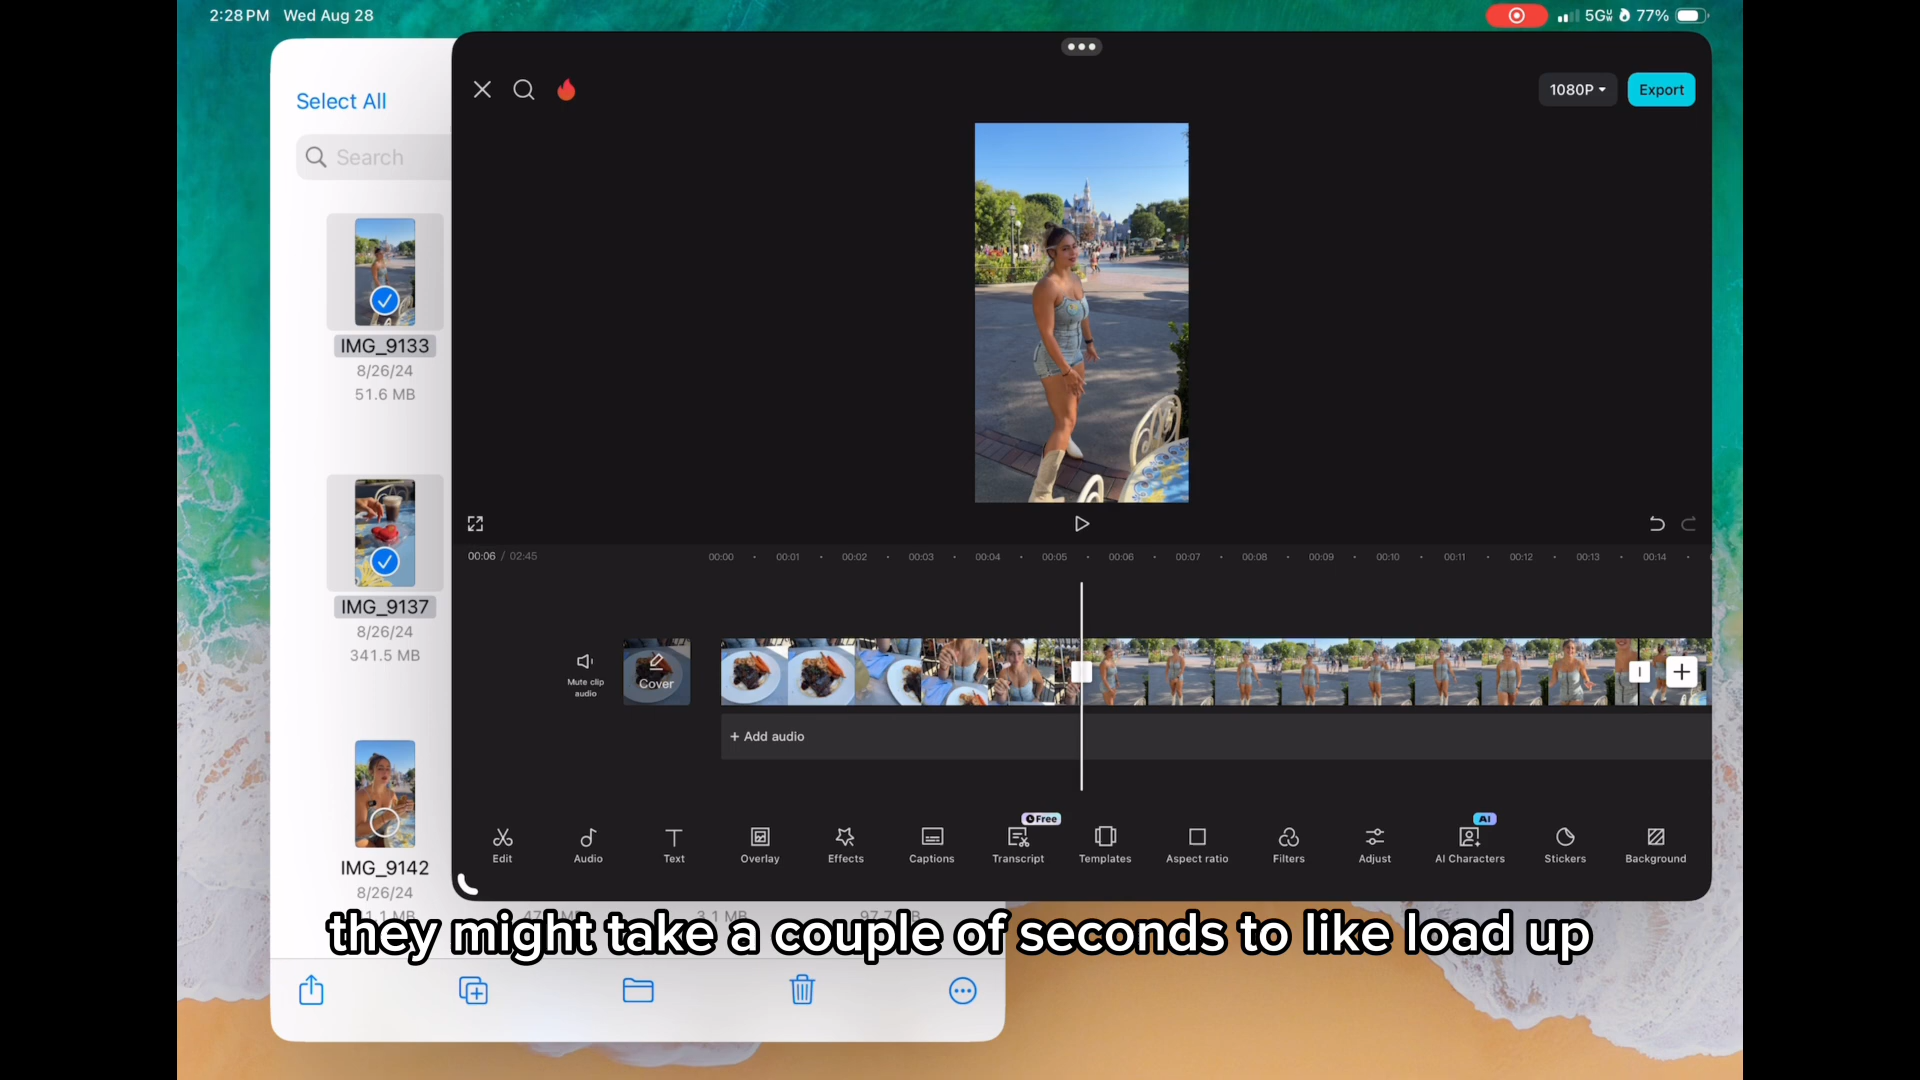 2:28 PM Wed Aug 28
5G 77%
Select All
Search
1080P
Export
IMG_9133
8/26/24
51.6 MB
IMG_9137
8/26/24
341.5 MB
IMG_9142
8/26/24
00:06 / 02:45
00:00 00:01 00:02 00:03 00:04 00:05 00:06 00:07 00:08 00:09 00:10 00:11 00:12 00:13 00:14
Mute clip
audio
Cover
+ Add audio
Free
AI
Edit Audio Text Overlay Effects Captions Transcript Templates Aspect ratio Filters Adjust AI Characters Stickers Background
they might take a couple of seconds to like load up